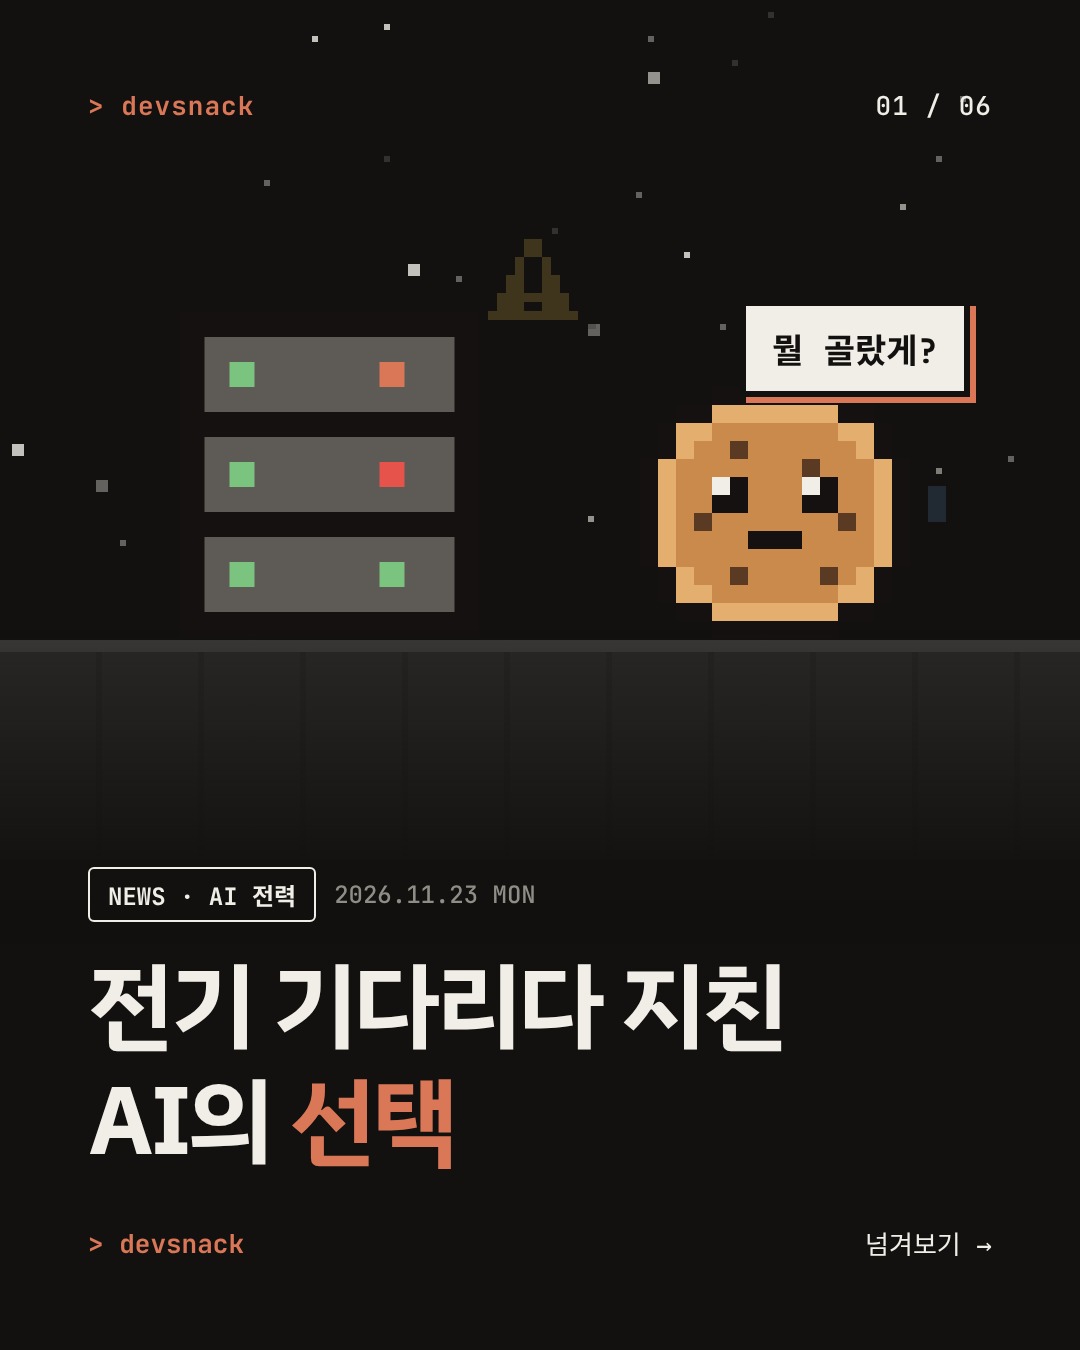 > devsnack
01 / 06
뭘 골랐게?
NEWS · AI 전력
2026.11.23 MON
전기 기다리다 지친
AI의 선택
> devsnack
넘겨보기 →